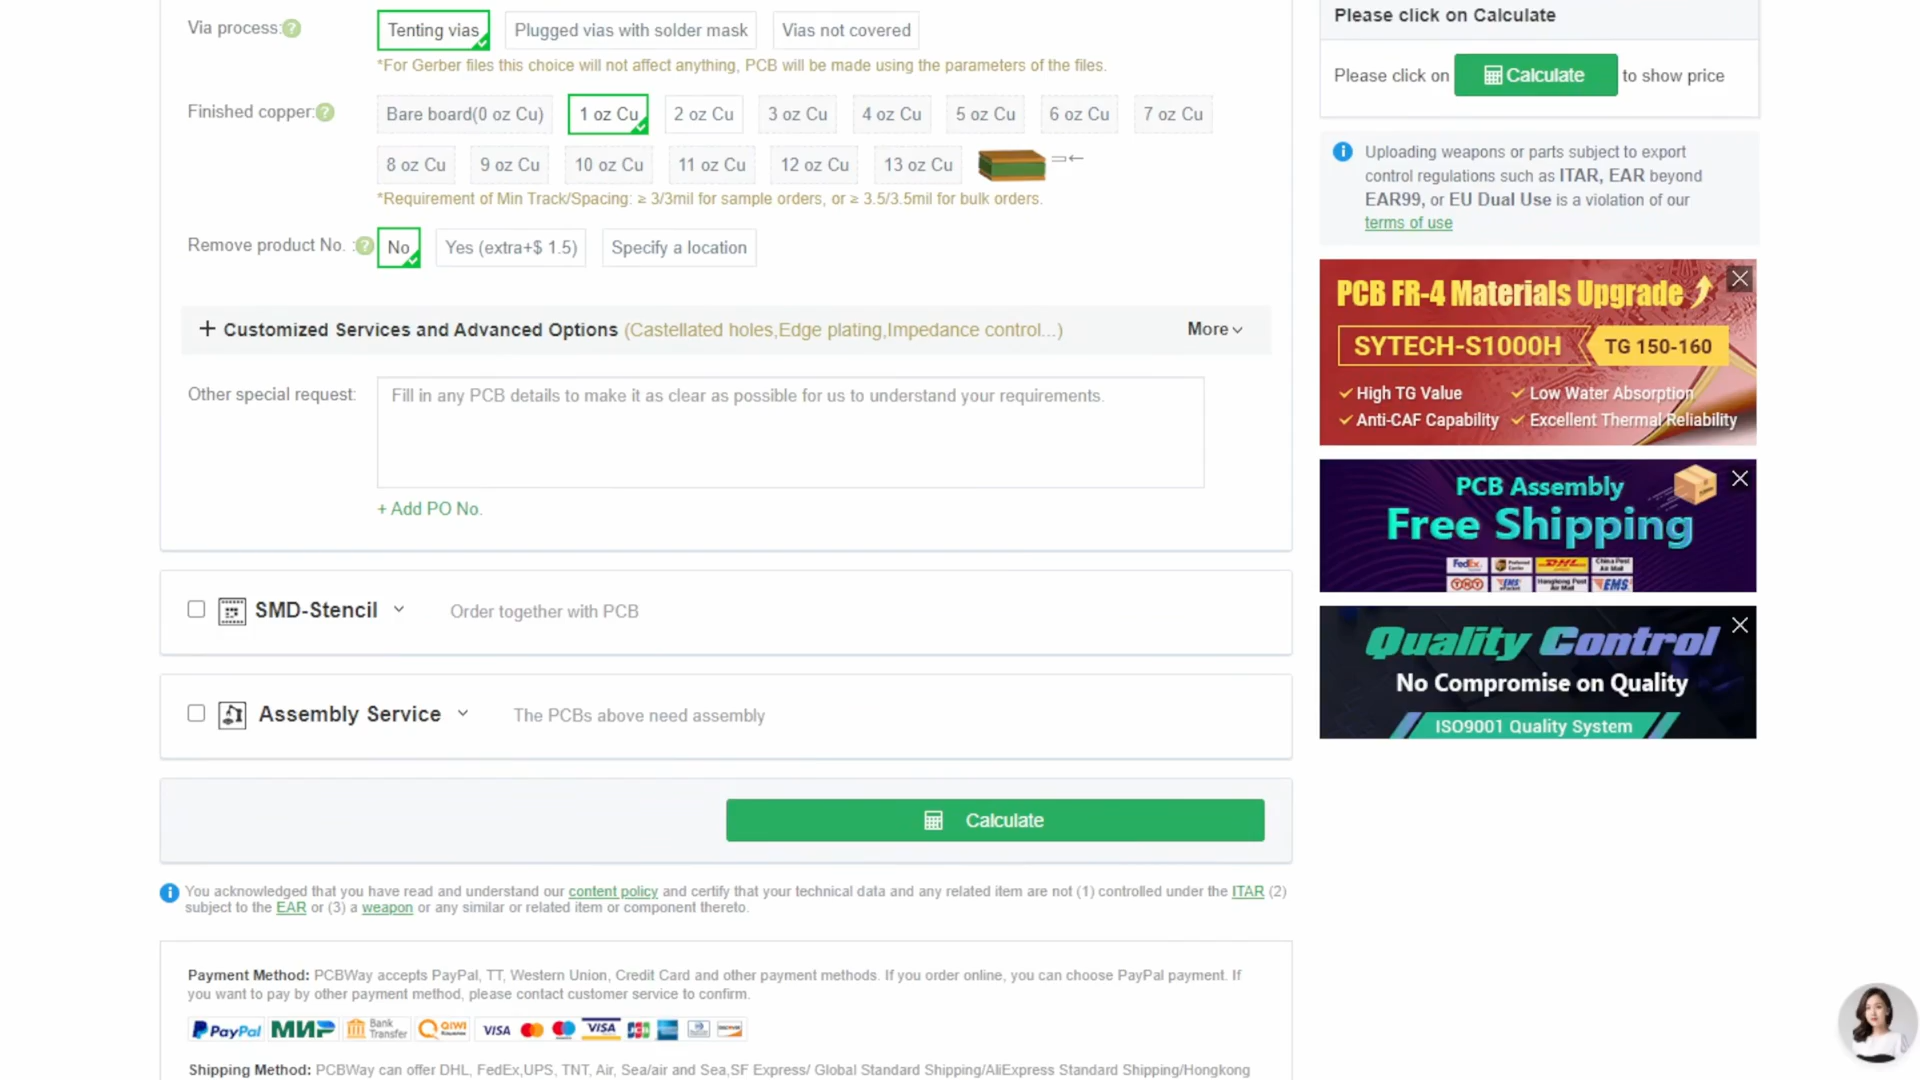 Via process:
Tenting vias
Plugged vias with solder mask
Vias not covered
*For Gerber files this choice will not affect anything, PCB will be made using the parameters of the files.
Finished copper:
Bare board(0 oz Cu)
1 oz Cu
2 oz Cu
3 oz Cu
4 oz Cu
5 oz Cu
6 oz Cu
7 oz Cu
8 oz Cu
9 oz Cu
10 oz Cu
11 oz Cu
12 oz Cu
13 oz Cu
*Requirement of Min Track/Spacing: ≥ 3/3mil for sample orders, or ≥ 3.5/3.5mil for bulk orders.
Remove product No. :
No
Yes (extra+$ 1.5)
Specify a location
+ Customized Services and Advanced Options (Castellated holes,Edge plating,Impedance control...)
More
Other special request:
Fill in any PCB details to make it as clear as possible for us to understand your requirements.
+ Add PO No.
SMD-Stencil
Order together with PCB
Assembly Service
The PCBs above need assembly
Calculate
You acknowledged that you have read and understand our content policy and certify that your technical data and any related item are not (1) controlled under the ITAR (2)
subject to the EAR or (3) a weapon or any similar or related item or component thereto.
Payment Method: PCBWay accepts PayPal, TT, Western Union, Credit Card and other payment methods. If you order online, you can choose PayPal payment. If
you want to pay by other payment method, please contact customer service to confirm.
PayPal
МИР
Bank
Transfer
QIWI
VISA
VISA
JCB
Shipping Method: PCBWay can offer DHL, FedEx,UPS, TNT, Air, Sea/air and Sea,SF Express/ Global Standard Shipping/AliExpress Standard Shipping/Hongkong
Please click on Calculate
Please click on Calculate to show price
Uploading weapons or parts subject to export
control regulations such as ITAR, EAR beyond
EAR99, or EU Dual Use is a violation of our
terms of use
PCB FR-4 Materials Upgrade
SYTECH-S1000H
TG 150-160
High TG Value
Low Water Absorption
Anti-CAF Capability
Excellent Thermal Reliability
PCB Assembly
Free Shipping
FedEx
DHL
China Post
Air Mail
TNT
EMS
Hongkong Post
Air Mail
EMS
Quality Control
No Compromise on Quality
ISO9001 Quality System